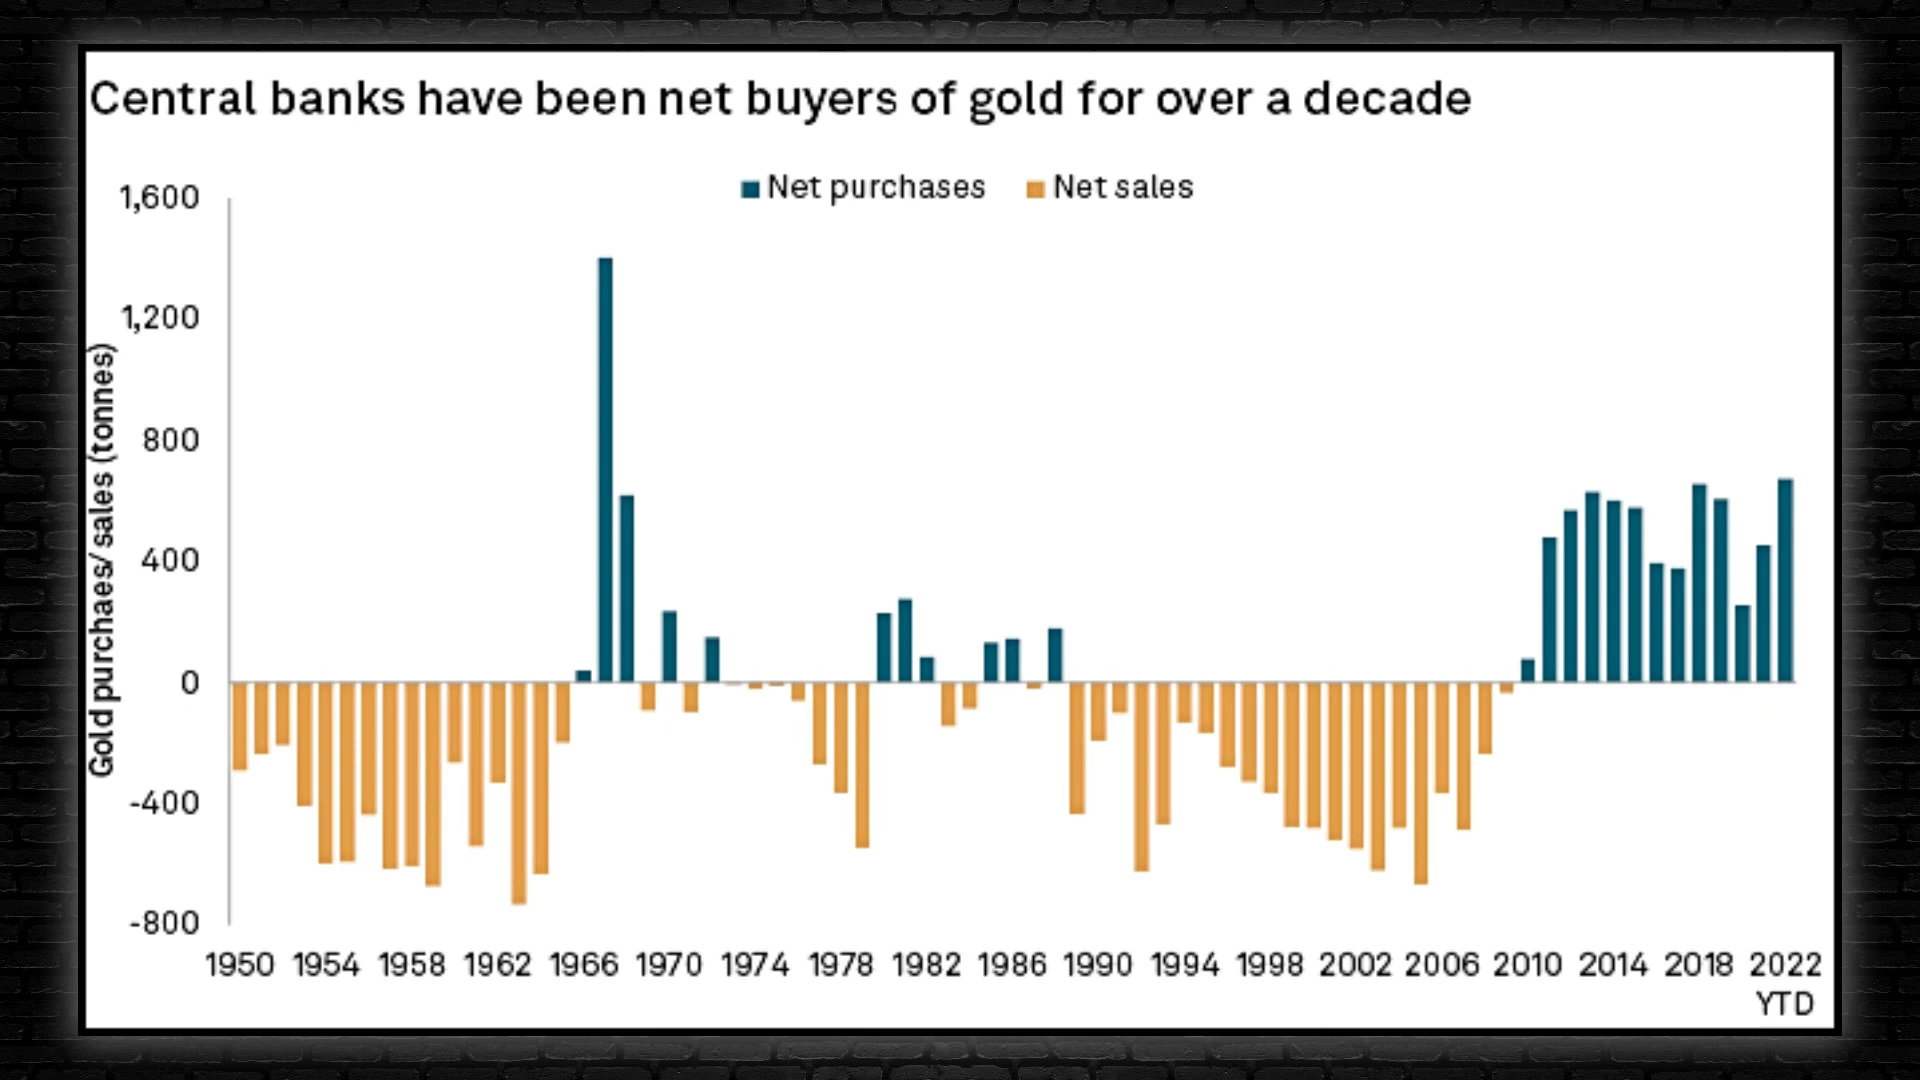 Central banks have been net buyers of gold for over a decade
Net purchases Net sales
1,600
1,200
800
400
0
-400
-800
Gold purchaes/ sales (tonnes)
1950 1954 1958 1962 1966 1970 1974 1978 1982 1986 1990 1994 1998 2002 2006 2010 2014 2018 2022
YTD